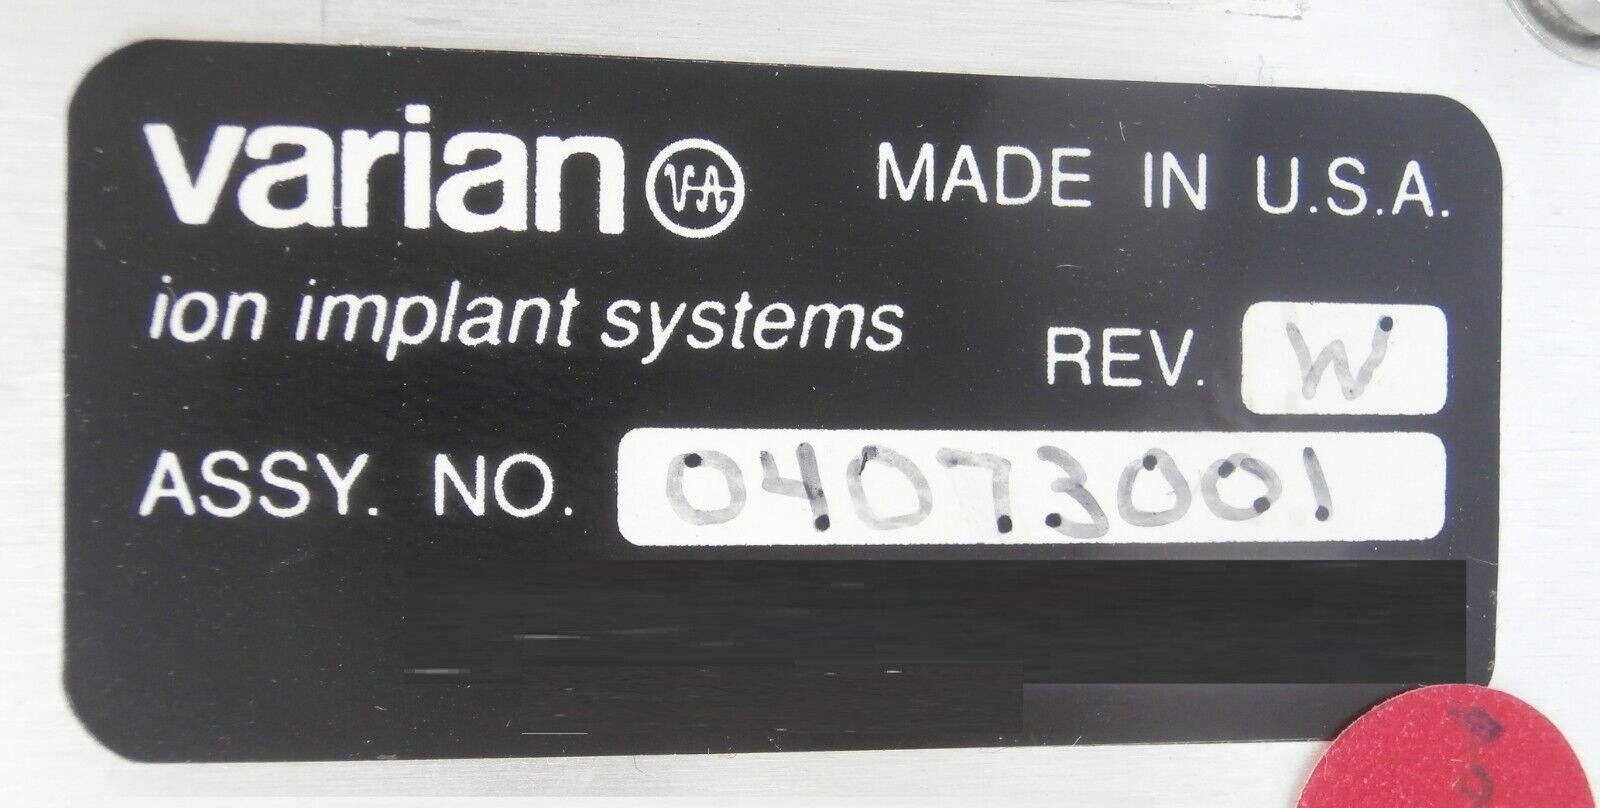 varian VA MADE IN U.S.A.
ion implant systems
REV. W
ASSY. NO. 04073001